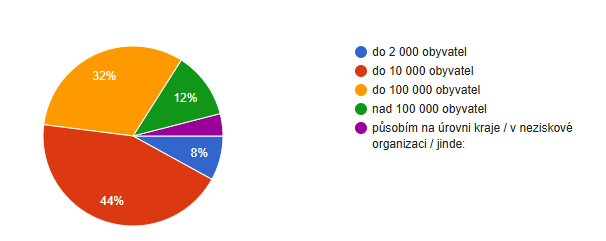 32%
12%
8%
44%
do 2 000 obyvatel
do 10 000 obyvatel
do 100 000 obyvatel
nad 100 000 obyvatel
působím na úrovni kraje / v neziskové
organizaci / jinde: